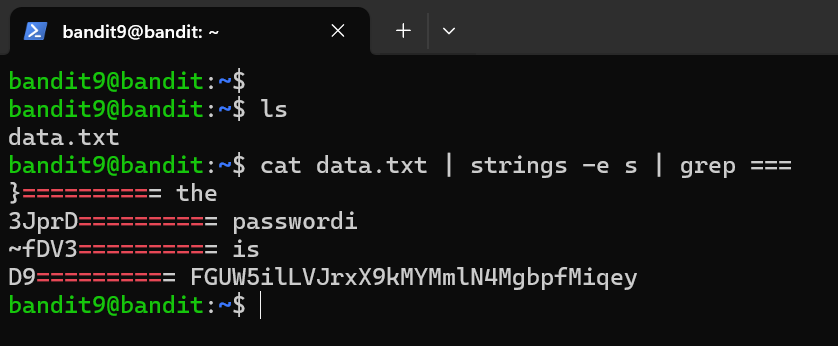 bandit9@bandit: ~
bandit9@bandit:~$
bandit9@bandit:~$ ls
data.txt
bandit9@bandit:~$ cat data.txt | strings -e s | grep ===
}========== the
3JprD========== passwordi
~fDV3========== is
D9========== FGUW5ilLVJrxX9kMYMmlN4MgbpfMiqey
bandit9@bandit:~$